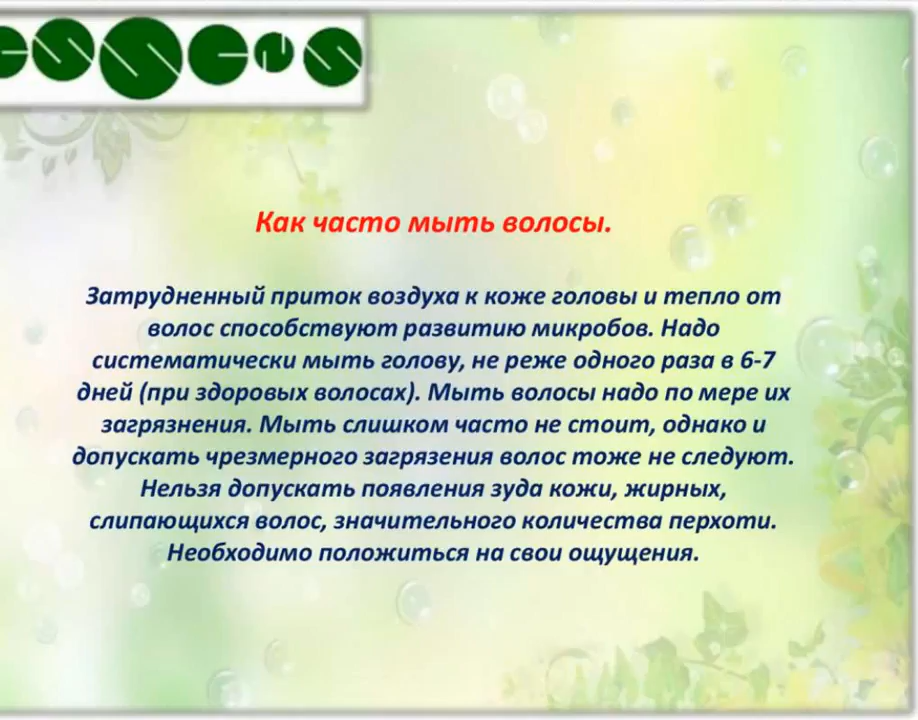 Как часто мыть волосы.
Затрудненный приток воздуха к коже головы и тепло от
волос способствуют развитию микробов. Надо
систематически мыть голову, не реже одного раза в 6-7
дней (при здоровых волосах). Мыть волосы надо по мере их
загрязнения. Мыть слишком часто не стоит, однако и
допускать чрезмерного загрязения волос тоже не следуют.
Нельзя допускать появления зуда кожи, жирных,
слипающихся волос, значительного количества перхоти.
Необходимо положиться на свои ощущения.